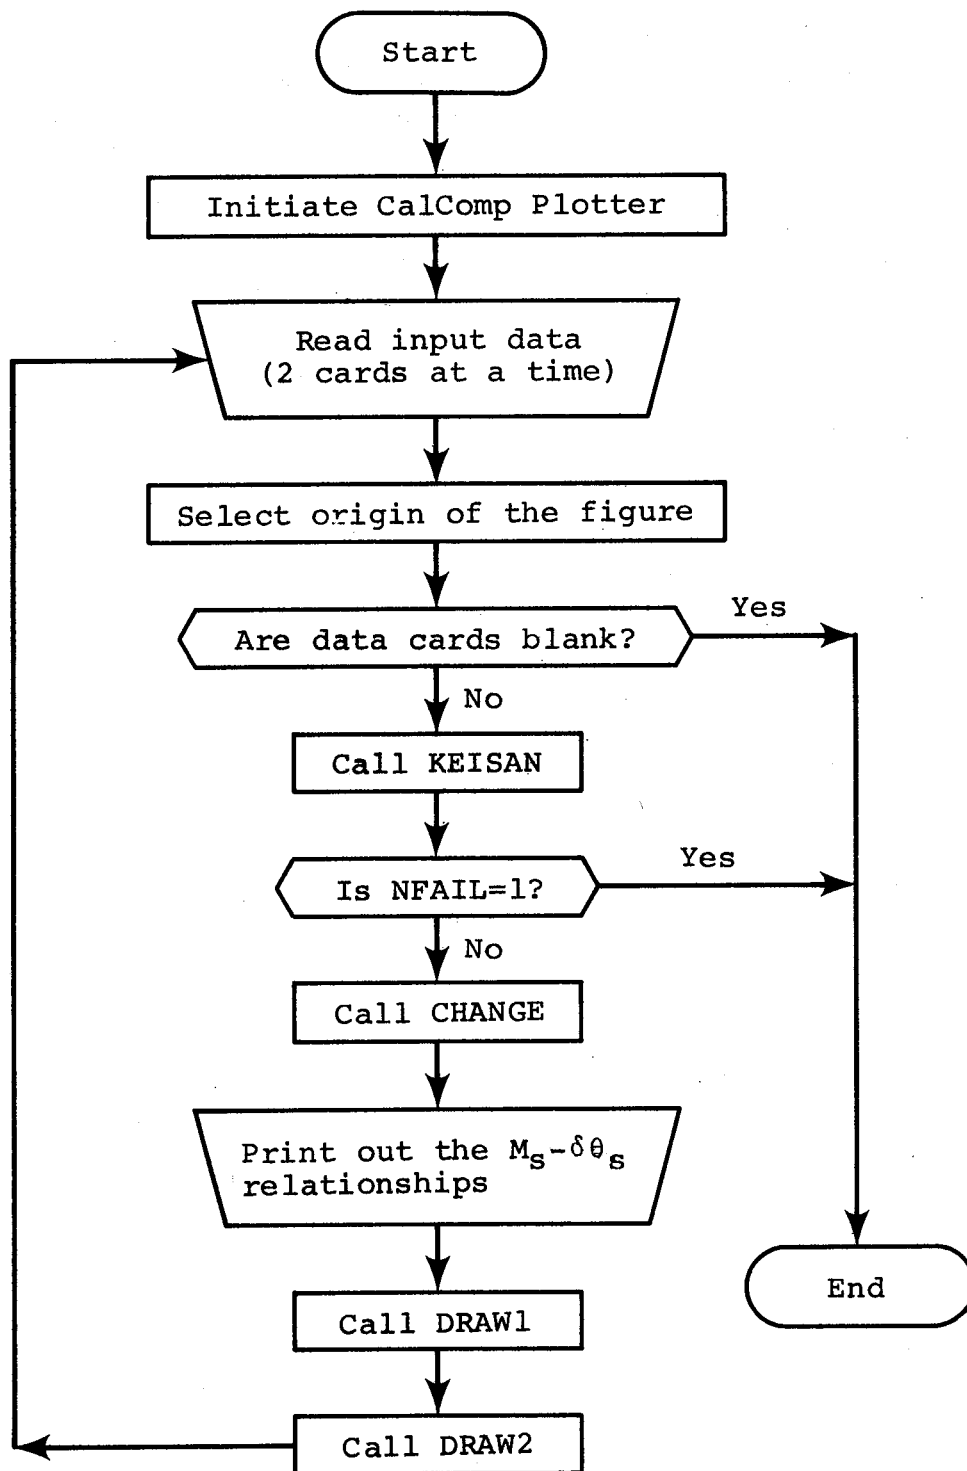 Start
Initiate CalComp Plotter
Read input data
(2 cards at a time)
Select origin of the figure
Are data cards blank?
Yes
No
Call KEISAN
Is NFAIL=1?
Yes
No
Call CHANGE
Print out the Mₛ-δθₛ
relationships
End
Call DRAW1
Call DRAW2